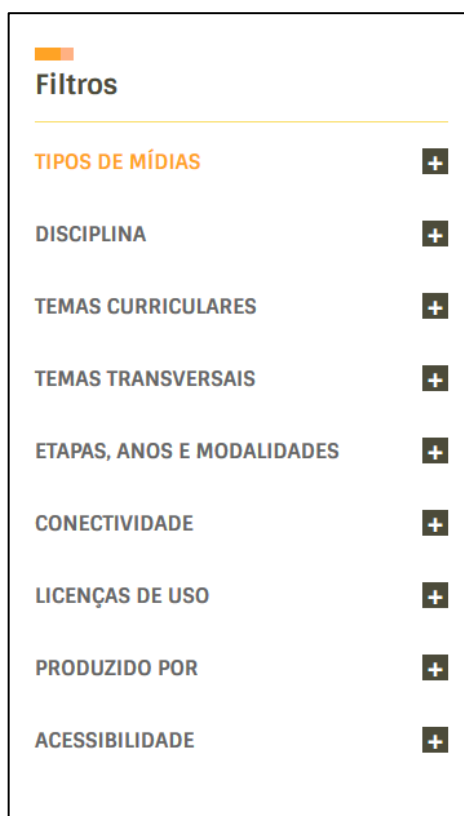 Filtros
TIPOS DE MÍDIAS
DISCIPLINA
TEMAS CURRICULARES
TEMAS TRANSVERSAIS
ETAPAS, ANOS E MODALIDADES
CONECTIVIDADE
LICENÇAS DE USO
PRODUZIDO POR
ACESSIBILIDADE